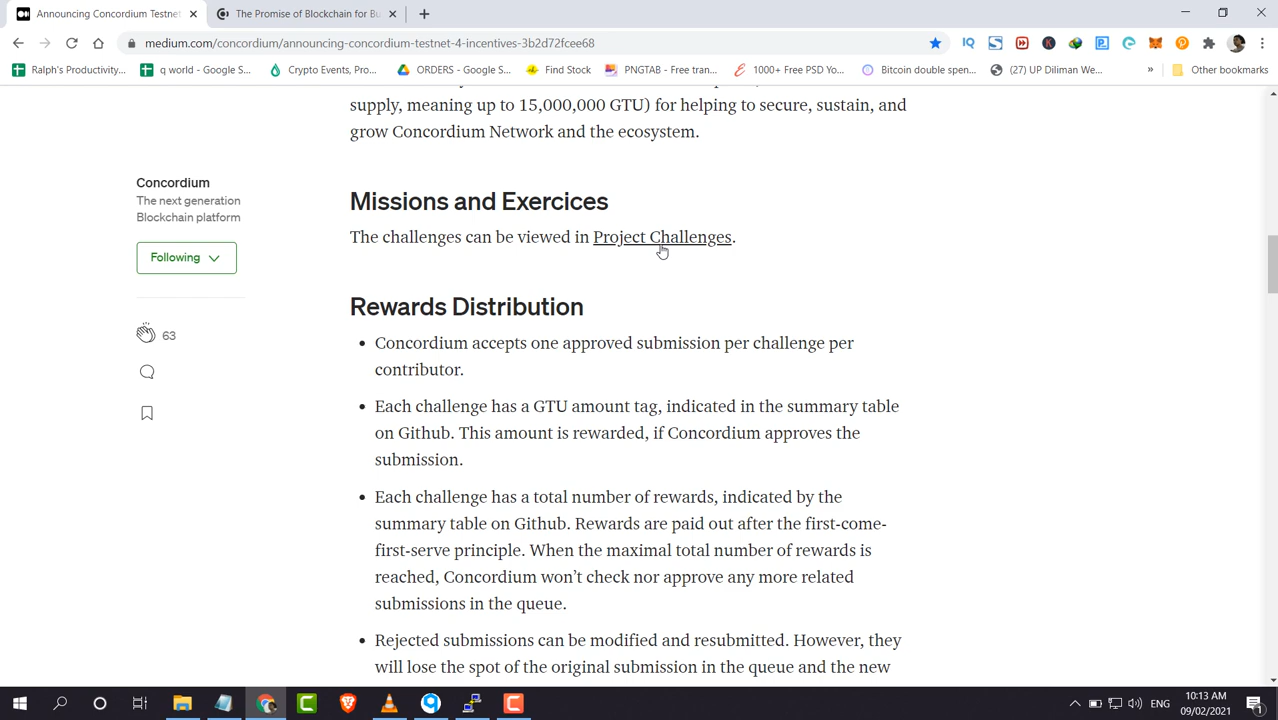 Announcing Concordium Testnet
The Promise of Blockchain for Bu
medium.com/concordium/announcing-concordium-testnet-4-incentives-3b2d72fcee68
Ralph's Productivity...
q world - Google S...
Crypto Events, Pro...
ORDERS - Google S...
Find Stock
PNGTAB - Free tran...
1000+ Free PSD Yo...
Bitcoin double spen...
(27) UP Diliman We...
»
Other bookmarks
supply, meaning up to 15,000,000 GTU) for helping to secure, sustain, and
grow Concordium Network and the ecosystem.
Concordium
The next generation
Blockchain platform
Following
63
Missions and Exercices
The challenges can be viewed in Project Challenges.
Rewards Distribution
• Concordium accepts one approved submission per challenge per
contributor.
• Each challenge has a GTU amount tag, indicated in the summary table
on Github. This amount is rewarded, if Concordium approves the
submission.
• Each challenge has a total number of rewards, indicated by the
summary table on Github. Rewards are paid out after the first-come-
first-serve principle. When the maximal total number of rewards is
reached, Concordium won't check nor approve any more related
submissions in the queue.
• Rejected submissions can be modified and resubmitted. However, they
will lose the spot of the original submission in the queue and the new
10:13 AM
ENG
09/02/2021